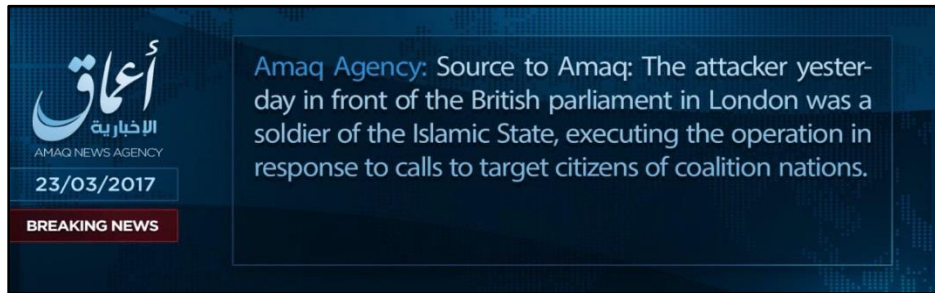 أعماق
الإخبارية
AMAQ NEWS AGENCY
23/03/2017
BREAKING NEWS
Amaq Agency: Source to Amaq: The attacker yester-
day in front of the British parliament in London was a
soldier of the Islamic State, executing the operation in
response to calls to target citizens of coalition nations.